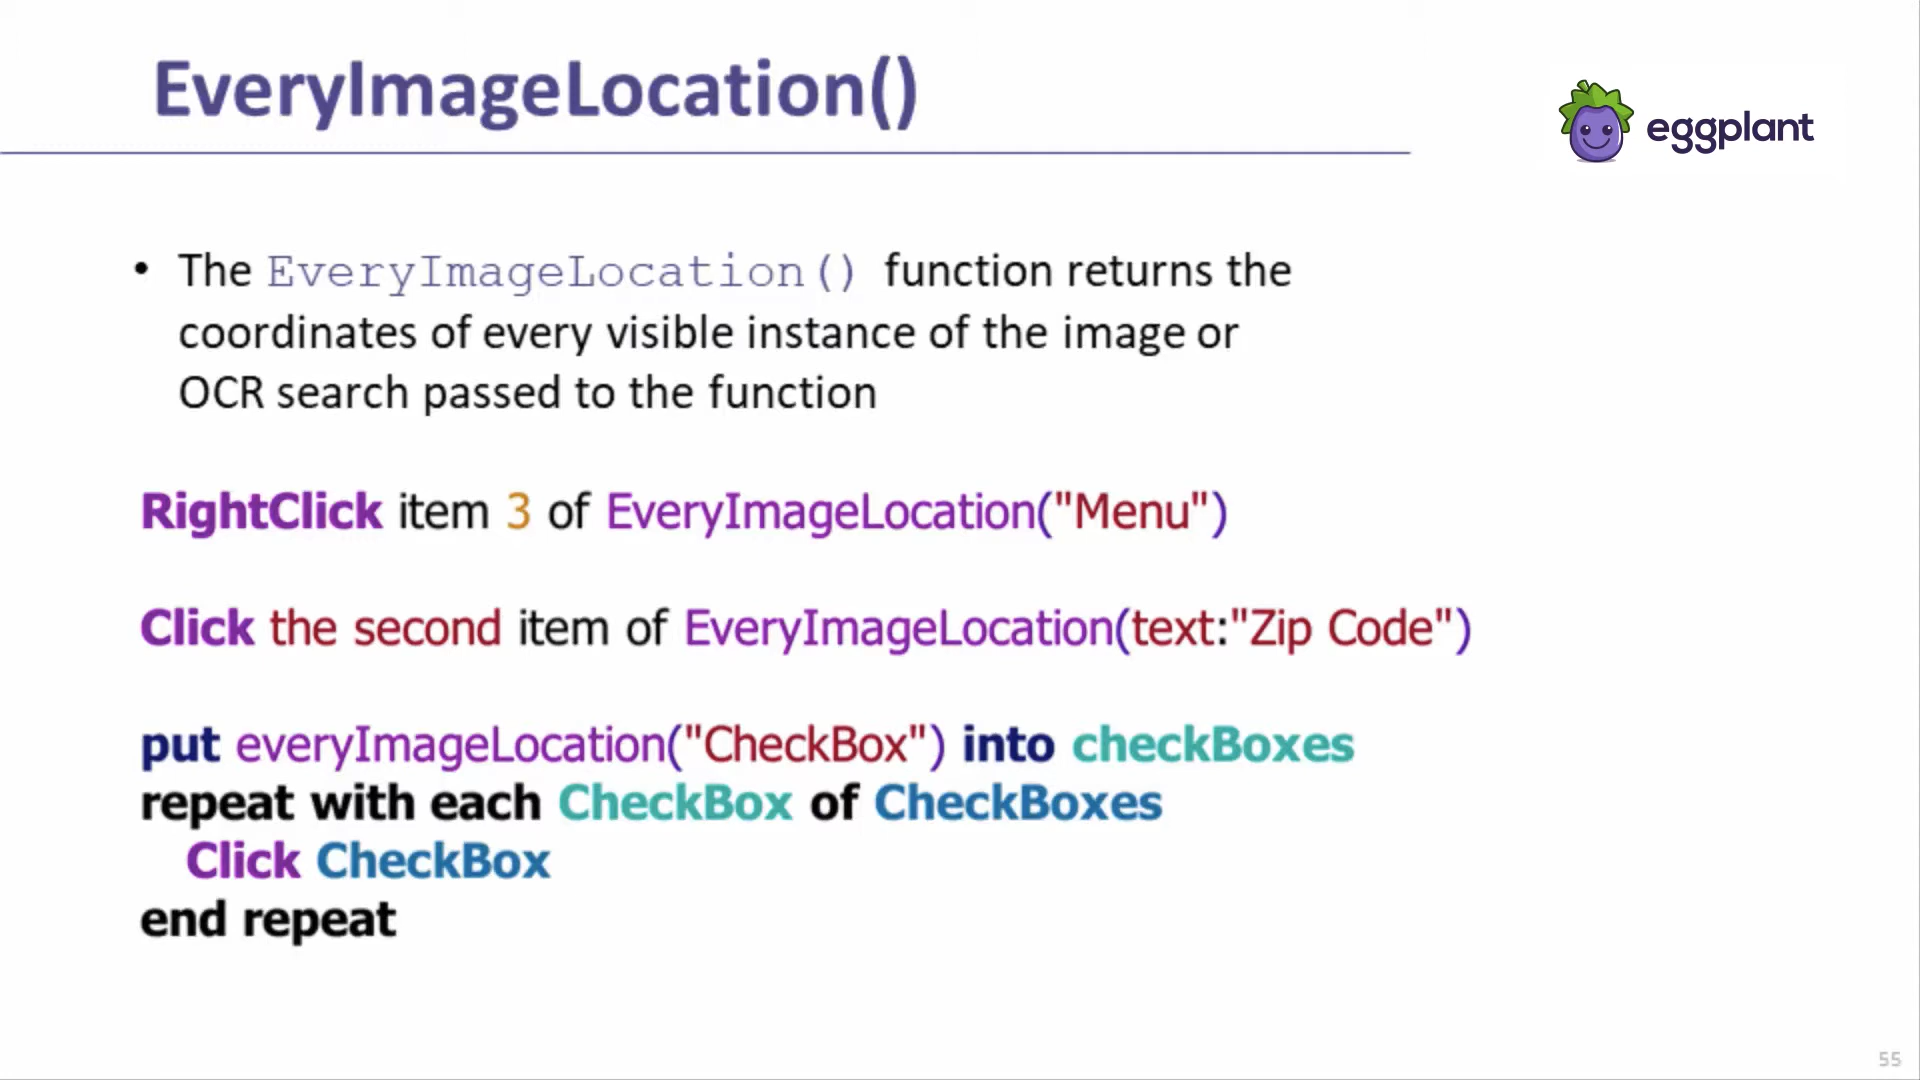 EveryImageLocation()
eggplant
• The EveryImageLocation() function returns the
coordinates of every visible instance of the image or
OCR search passed to the function
RightClick item 3 of EveryImageLocation("Menu")
Click the second item of EveryImageLocation(text:"Zip Code")
put everyImageLocation("CheckBox") into checkBoxes
repeat with each CheckBox of CheckBoxes
Click CheckBox
end repeat
55